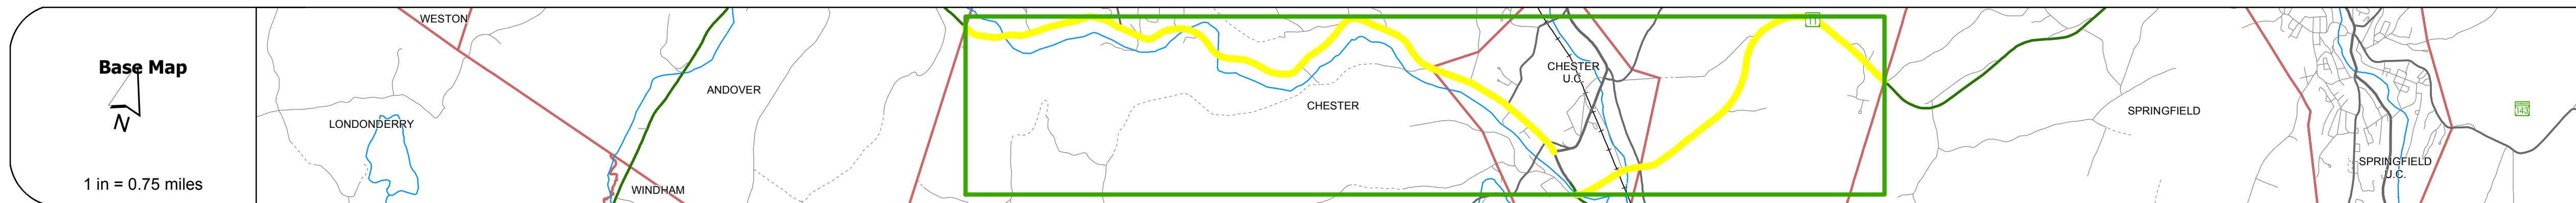 Base Map
N
1 in = 0.75 miles
WESTON
LONDONDERRY
ANDOVER
WINDHAM
CHESTER
CHESTER
U.C.
11
SPRINGFIELD
SPRINGFIELD
U.C.
143